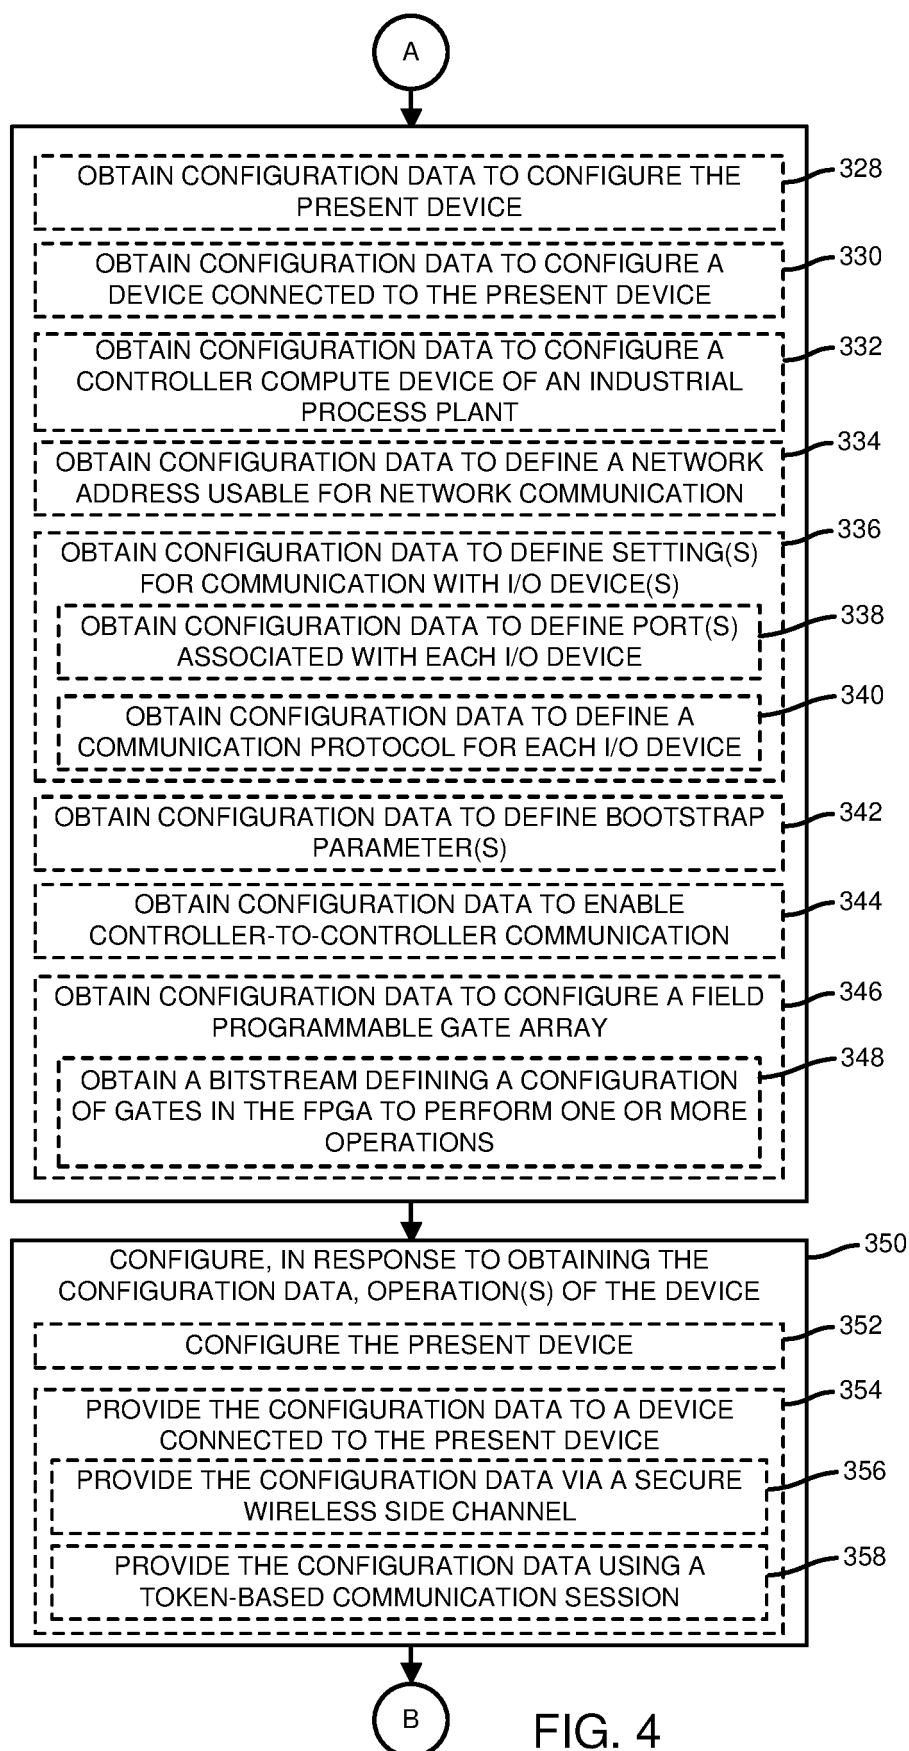 A
OBTAIN CONFIGURATION DATA TO CONFIGURE THE
PRESENT DEVICE
328
OBTAIN CONFIGURATION DATA TO CONFIGURE A
DEVICE CONNECTED TO THE PRESENT DEVICE
330
OBTAIN CONFIGURATION DATA TO CONFIGURE A
CONTROLLER COMPUTE DEVICE OF AN INDUSTRIAL
PROCESS PLANT
332
OBTAIN CONFIGURATION DATA TO DEFINE A NETWORK
ADDRESS USABLE FOR NETWORK COMMUNICATION
334
OBTAIN CONFIGURATION DATA TO DEFINE SETTING(S)
FOR COMMUNICATION WITH I/O DEVICE(S)
336
OBTAIN CONFIGURATION DATA TO DEFINE PORT(S)
ASSOCIATED WITH EACH I/O DEVICE
338
OBTAIN CONFIGURATION DATA TO DEFINE A
COMMUNICATION PROTOCOL FOR EACH I/O DEVICE
340
OBTAIN CONFIGURATION DATA TO DEFINE BOOTSTRAP
PARAMETER(S)
342
OBTAIN CONFIGURATION DATA TO ENABLE
CONTROLLER-TO-CONTROLLER COMMUNICATION
344
OBTAIN CONFIGURATION DATA TO CONFIGURE A FIELD
PROGRAMMABLE GATE ARRAY
346
OBTAIN A BITSTREAM DEFINING A CONFIGURATION
OF GATES IN THE FPGA TO PERFORM ONE OR MORE
OPERATIONS
348
CONFIGURE, IN RESPONSE TO OBTAINING THE
CONFIGURATION DATA, OPERATION(S) OF THE DEVICE
350
CONFIGURE THE PRESENT DEVICE
352
PROVIDE THE CONFIGURATION DATA TO A DEVICE
CONNECTED TO THE PRESENT DEVICE
354
PROVIDE THE CONFIGURATION DATA VIA A SECURE
WIRELESS SIDE CHANNEL
356
PROVIDE THE CONFIGURATION DATA USING A
TOKEN-BASED COMMUNICATION SESSION
358
B
FIG. 4